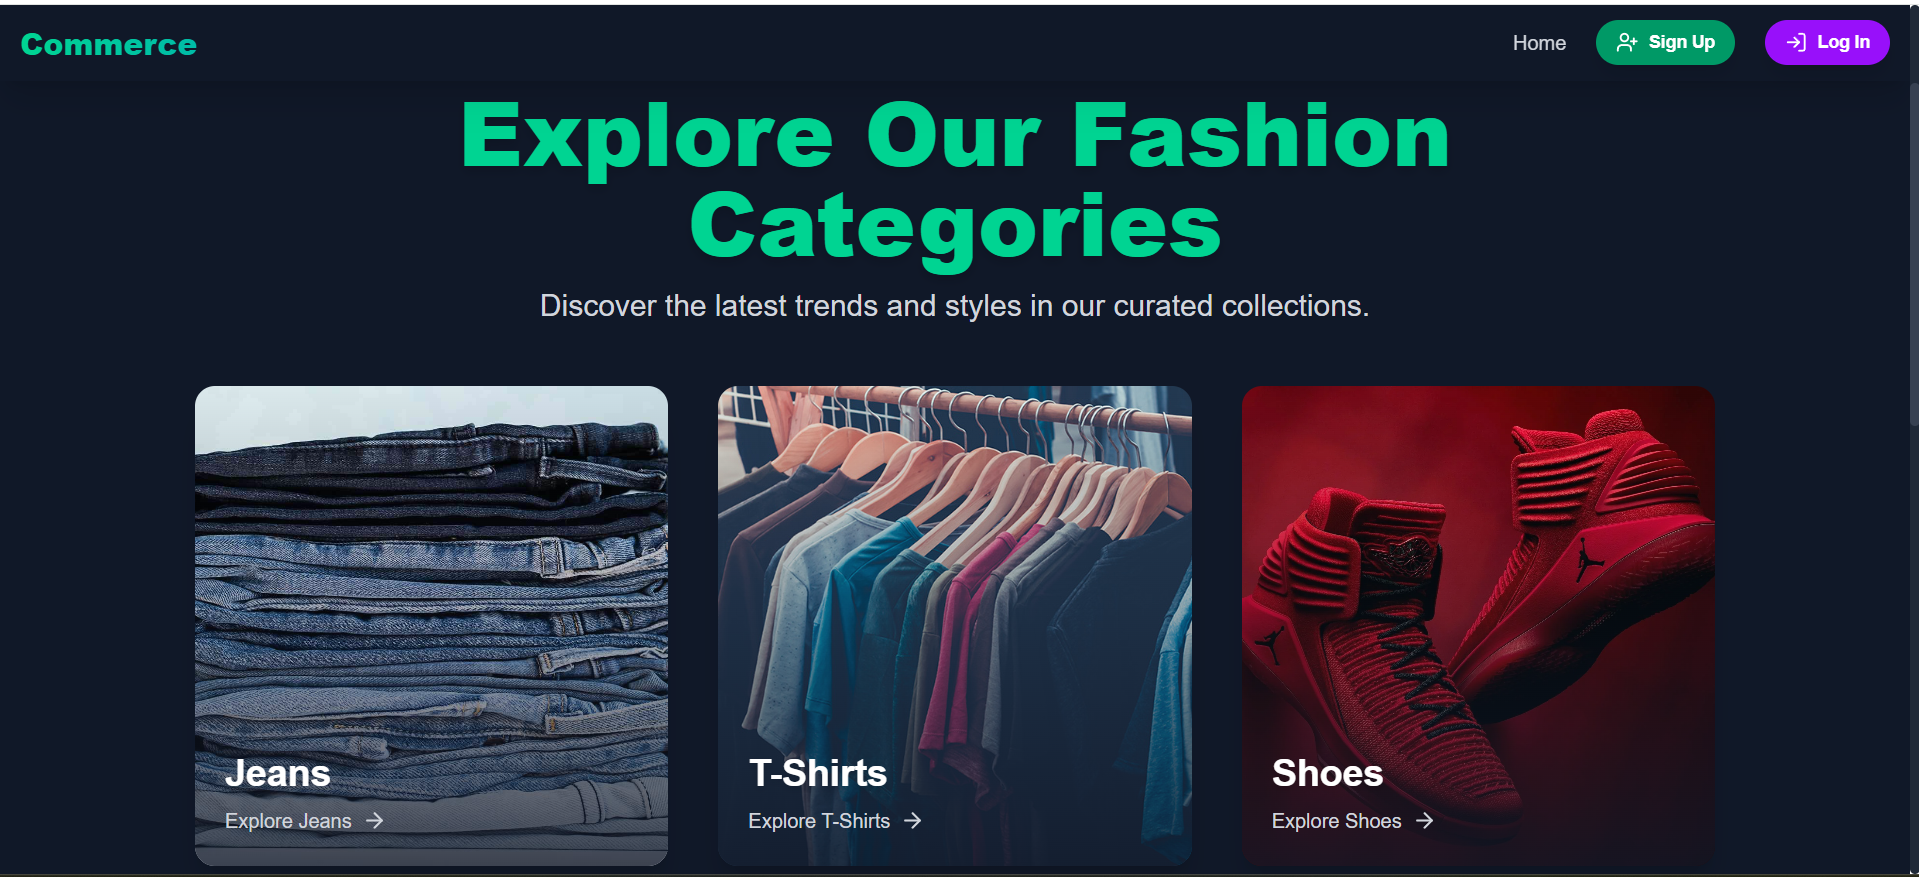 Commerce
Home
Sign Up
Log In
Explore Our Fashion
Categories
Discover the latest trends and styles in our curated collections.
Jeans
Explore Jeans
T-Shirts
Explore T-Shirts
Shoes
Explore Shoes